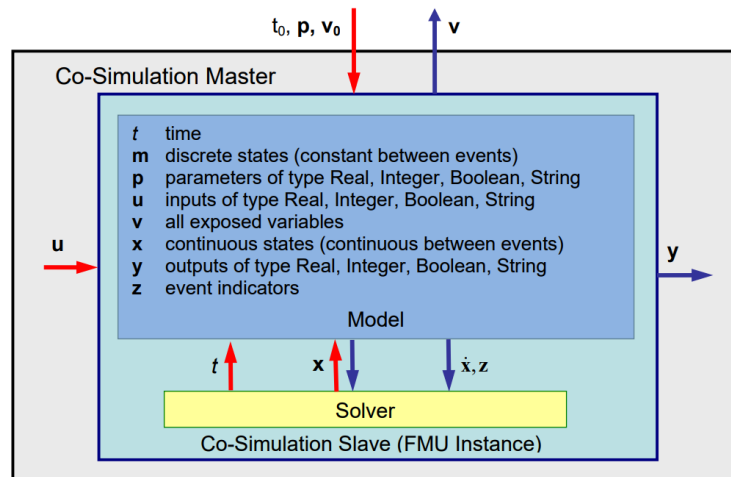 t₀, p, v₀
v
Co-Simulation Master
t time
m discrete states (constant between events)
p parameters of type Real, Integer, Boolean, String
u inputs of type Real, Integer, Boolean, String
v all exposed variables
x continuous states (continuous between events)
y outputs of type Real, Integer, Boolean, String
z event indicators
u
y
Model
t
x
ẋ, z
Solver
Co-Simulation Slave (FMU Instance)